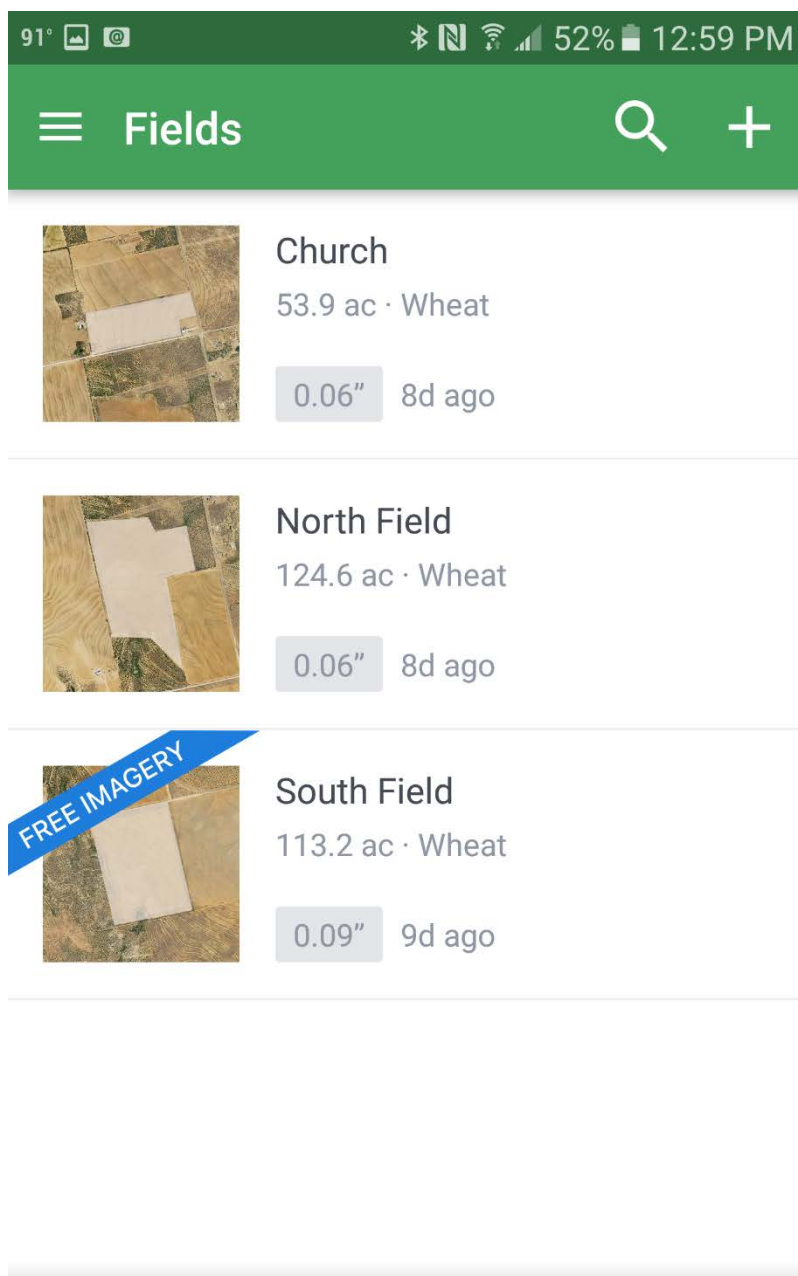 91° 52% 12:59 PM
Fields
Church
53.9 ac · Wheat
0.06” 8d ago
North Field
124.6 ac · Wheat
0.06” 8d ago
FREE IMAGERY
South Field
113.2 ac · Wheat
0.09” 9d ago